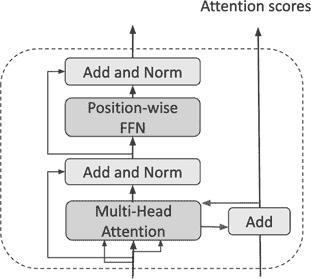 Attention scores
Add and Norm
Position-wise
FFN
Add and Norm
Multi-Head
Attention
Add